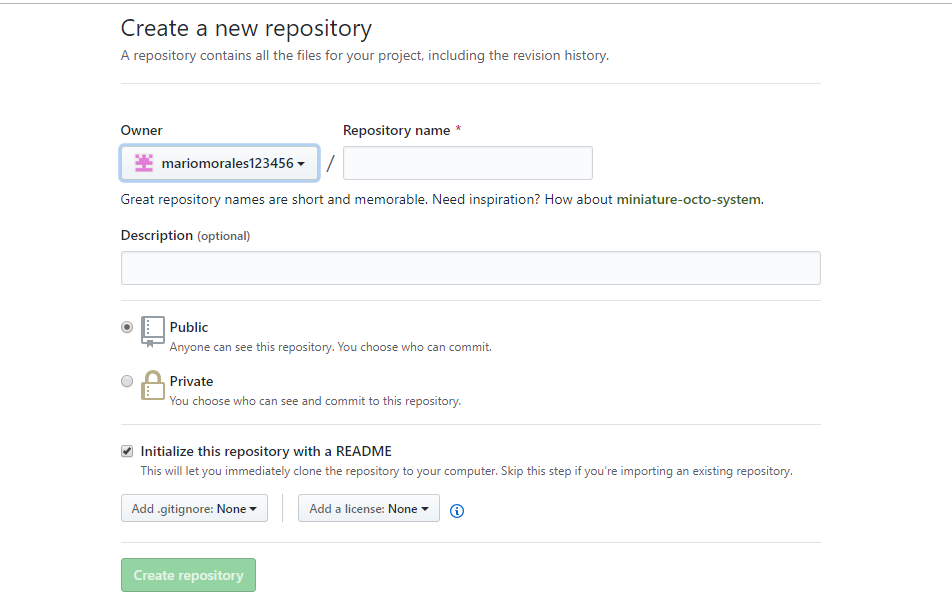 Create a new repository
A repository contains all the files for your project, including the revision history.
Owner
Repository name *
mariomorales123456
/
Great repository names are short and memorable. Need inspiration? How about miniature-octo-system.
Description (optional)
Public
Anyone can see this repository. You choose who can commit.
Private
You choose who can see and commit to this repository.
Initialize this repository with a README
This will let you immediately clone the repository to your computer. Skip this step if you're importing an existing repository.
Add .gitignore: None
Add a license: None
Create repository